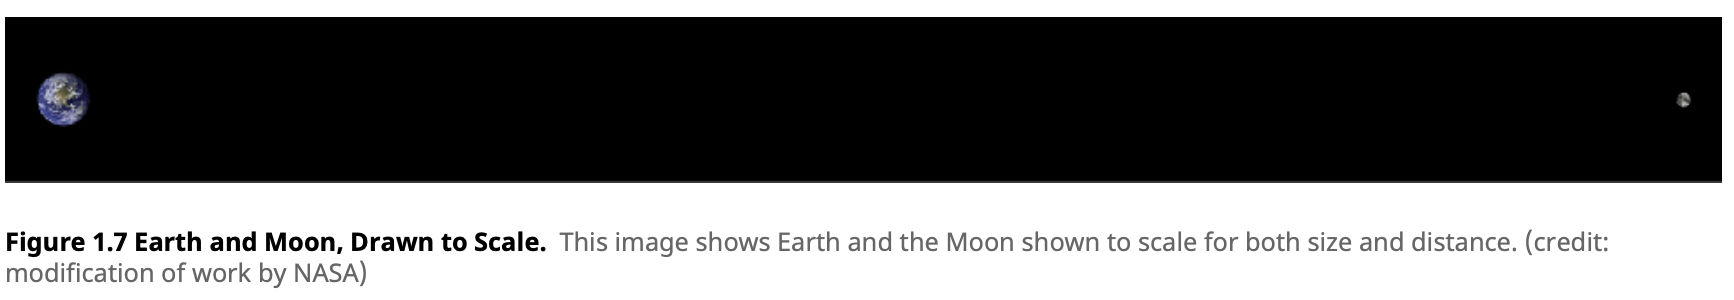 Figure 1.7 Earth and Moon, Drawn to Scale. This image shows Earth and the Moon shown to scale for both size and distance. (credit:
modification of work by NASA)